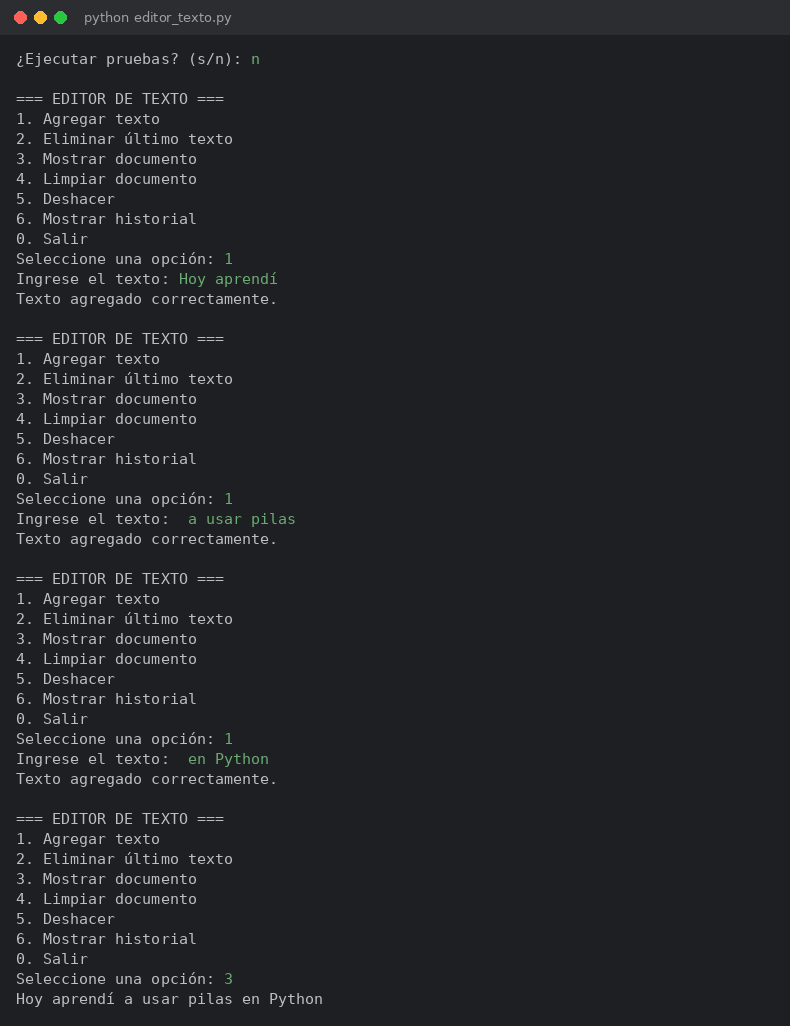 python editor_texto.py
¿Ejecutar pruebas? (s/n): n
=== EDITOR DE TEXTO ===
1. Agregar texto
2. Eliminar último texto
3. Mostrar documento
4. Limpiar documento
5. Deshacer
6. Mostrar historial
0. Salir
Seleccione una opción: 1
Ingrese el texto: Hoy aprendí
Texto agregado correctamente.
=== EDITOR DE TEXTO ===
1. Agregar texto
2. Eliminar último texto
3. Mostrar documento
4. Limpiar documento
5. Deshacer
6. Mostrar historial
0. Salir
Seleccione una opción: 1
Ingrese el texto:  a usar pilas
Texto agregado correctamente.
=== EDITOR DE TEXTO ===
1. Agregar texto
2. Eliminar último texto
3. Mostrar documento
4. Limpiar documento
5. Deshacer
6. Mostrar historial
0. Salir
Seleccione una opción: 1
Ingrese el texto:  en Python
Texto agregado correctamente.
=== EDITOR DE TEXTO ===
1. Agregar texto
2. Eliminar último texto
3. Mostrar documento
4. Limpiar documento
5. Deshacer
6. Mostrar historial
0. Salir
Seleccione una opción: 3
Hoy aprendí a usar pilas en Python